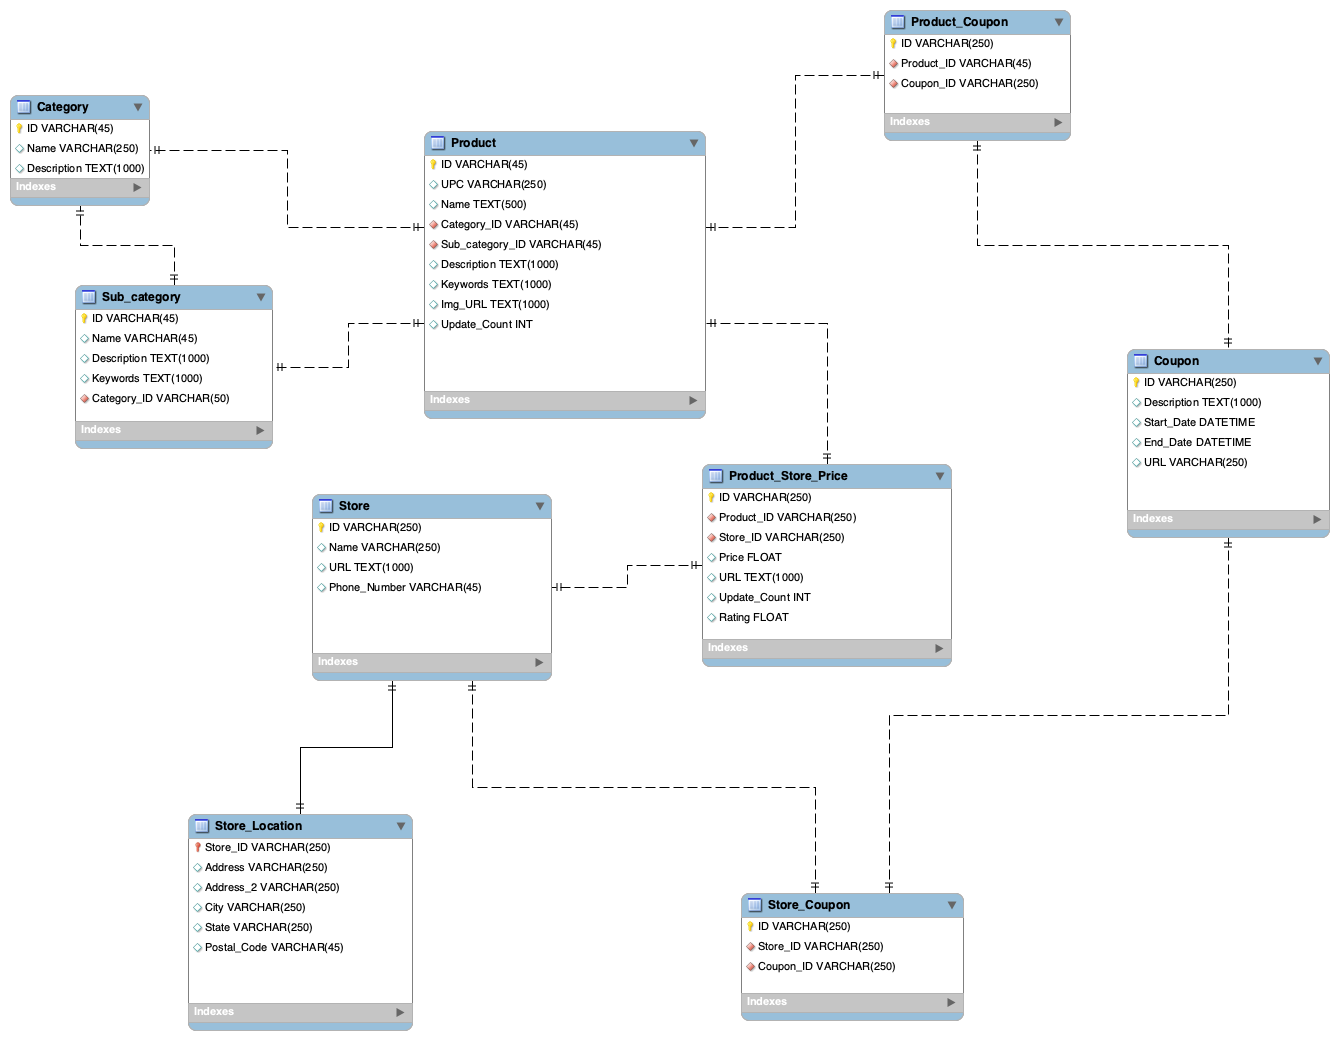 Product_Coupon
ID VARCHAR(250)
Product_ID VARCHAR(45)
Coupon_ID VARCHAR(250)
Indexes
Category
ID VARCHAR(45)
Name VARCHAR(250)
Description TEXT(1000)
Indexes
Product
ID VARCHAR(45)
UPC VARCHAR(250)
Name TEXT(500)
Category_ID VARCHAR(45)
Sub_category_ID VARCHAR(45)
Description TEXT(1000)
Keywords TEXT(1000)
Img_URL TEXT(1000)
Update_Count INT
Indexes
Sub_category
ID VARCHAR(45)
Name VARCHAR(45)
Description TEXT(1000)
Keywords TEXT(1000)
Category_ID VARCHAR(50)
Indexes
Coupon
ID VARCHAR(250)
Description TEXT(1000)
Start_Date DATETIME
End_Date DATETIME
URL VARCHAR(250)
Indexes
Product_Store_Price
ID VARCHAR(250)
Product_ID VARCHAR(250)
Store_ID VARCHAR(250)
Price FLOAT
URL TEXT(1000)
Update_Count INT
Rating FLOAT
Indexes
Store
ID VARCHAR(250)
Name VARCHAR(250)
URL TEXT(1000)
Phone_Number VARCHAR(45)
Indexes
Store_Location
Store_ID VARCHAR(250)
Address VARCHAR(250)
Address_2 VARCHAR(250)
City VARCHAR(250)
State VARCHAR(250)
Postal_Code VARCHAR(45)
Indexes
Store_Coupon
ID VARCHAR(250)
Store_ID VARCHAR(250)
Coupon_ID VARCHAR(250)
Indexes